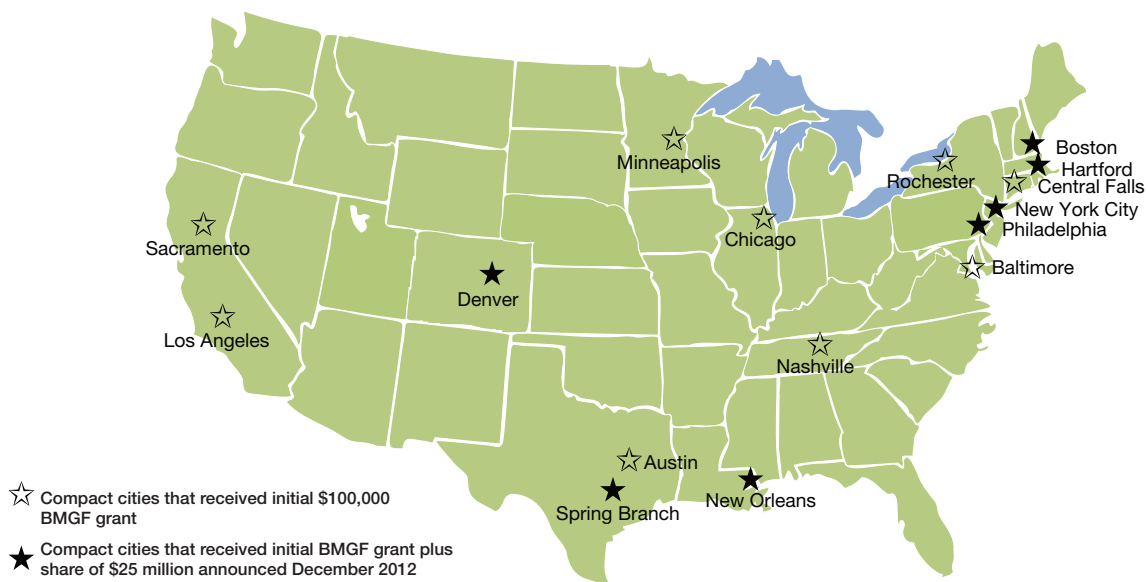 Minneapolis
Boston
Hartford
Rochester
Central Falls
New York City
Philadelphia
Chicago
Sacramento
Baltimore
Denver
Los Angeles
Nashville
Austin
New Orleans
Spring Branch
Compact cities that received initial $100,000
BMGF grant
Compact cities that received initial BMGF grant plus
share of $25 million announced December 2012